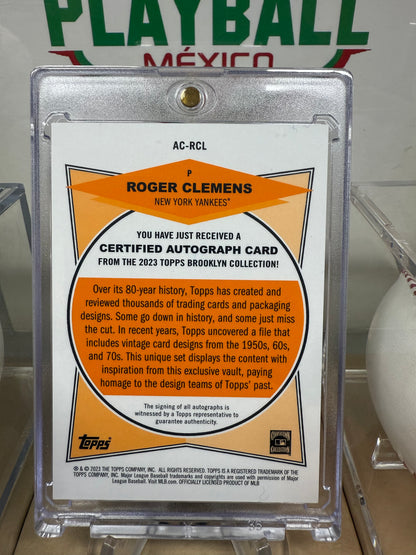 PLAYBALL
MÉXICO
AC-RCL
P
ROGER CLEMENS
NEW YORK YANKEES®
YOU HAVE JUST RECEIVED A
CERTIFIED AUTOGRAPH CARD
FROM THE 2023 TOPPS BROOKLYN COLLECTION!
Over its 80-year history, Topps has created and
reviewed thousands of trading cards and packaging
designs. Some go down in history, and some just miss
the cut. In recent years, Topps uncovered a file that
includes vintage card designs from the 1950s, 60s,
and 70s. This unique set displays the content with
inspiration from this exclusive vault, paying
homage to the design teams of Topps' past.
The signing of all autographs is
witnessed by a Topps representative to
guarantee authenticity.
Topps
® & © 2023 THE TOPPS COMPANY, INC. ALL RIGHTS RESERVED. TOPPS IS A REGISTERED TRADEMARK OF THE
TOPPS COMPANY, INC. Major League Baseball trademarks and copyrights are used with permission of Major
League Baseball. Visit MLB.com. OFFICIALLY LICENSED PRODUCT OF MLB
35